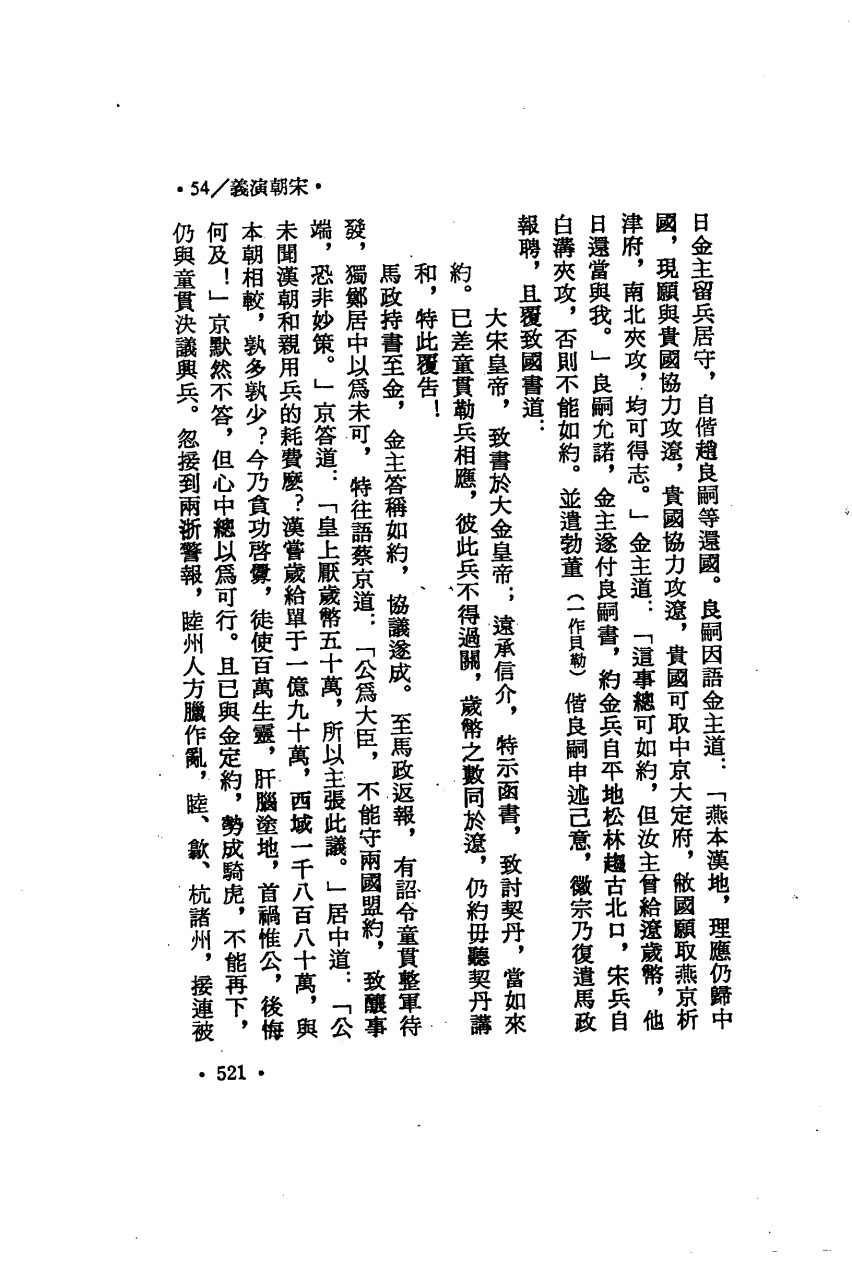 •54/義演朝宋•
日金主留兵居守，自偕趙良嗣等還國。良嗣因語金主道：「燕本漢地，理應仍歸中
國，現願與貴國協力攻遼，貴國協力攻遼，貴國可取中京大定府，敝國願取燕京析
津府，南北夾攻，均可得志。」金主道：「這事總可如約，但汝主曾給遼歲幣，他
日還當與我。」良嗣允諾，金主遂付良嗣書，約金兵自平地松林趨古北口，宋兵自
白溝夾攻，否則不能如約。並遣勃堇（一作貝勒）偕良嗣申述己意，徽宗乃復遣馬政
報聘，且覆致國書道：
大宋皇帝，致書於大金皇帝；遠承信介，特示函書，致討契丹，當如來
約。已差童貫勒兵相應，彼此兵不得過關，歲幣之數同於遼，仍約毋聽契丹講
和，特此覆告！
馬政持書至金，金主答稱如約，協議遂成。至馬政返報，有詔令童貫整軍待
發，獨鄭居中以爲未可，特往語蔡京道：「公爲大臣，不能守兩國盟約，致釀事
端，恐非妙策。」京答道：「皇上厭歲幣五十萬，所以主張此議。」居中道：「公
未聞漢朝和親用兵的耗費麼？漢嘗歲給單于一億九十萬，西域一千八百八十萬，與
本朝相較，孰多孰少？今乃貪功啓釁，徒使百萬生靈，肝腦塗地，首禍惟公，後悔
何及！」京默然不答，但心中總以爲可行。且已與金定約，勢成騎虎，不能再下，
仍與童貫決議興兵。忽接到兩浙警報，睦州人方臘作亂，睦、歙、杭諸州，接連被
•521•